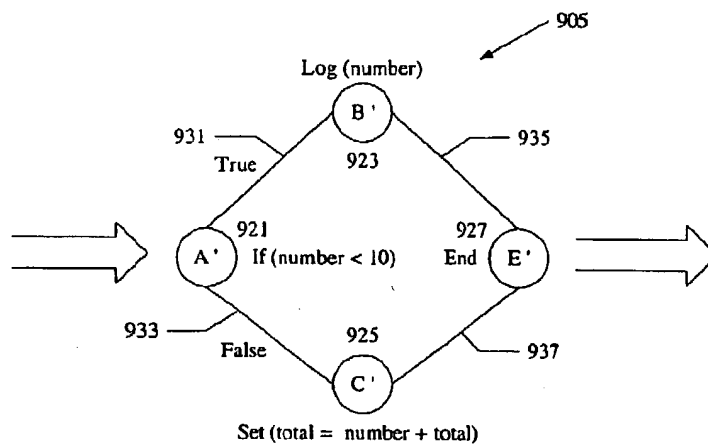 905
Log (number)
B'
931
935
923
True
921
927
A'
If (number < 10)
End
E'
933
925
937
False
C'
Set (total = number + total)